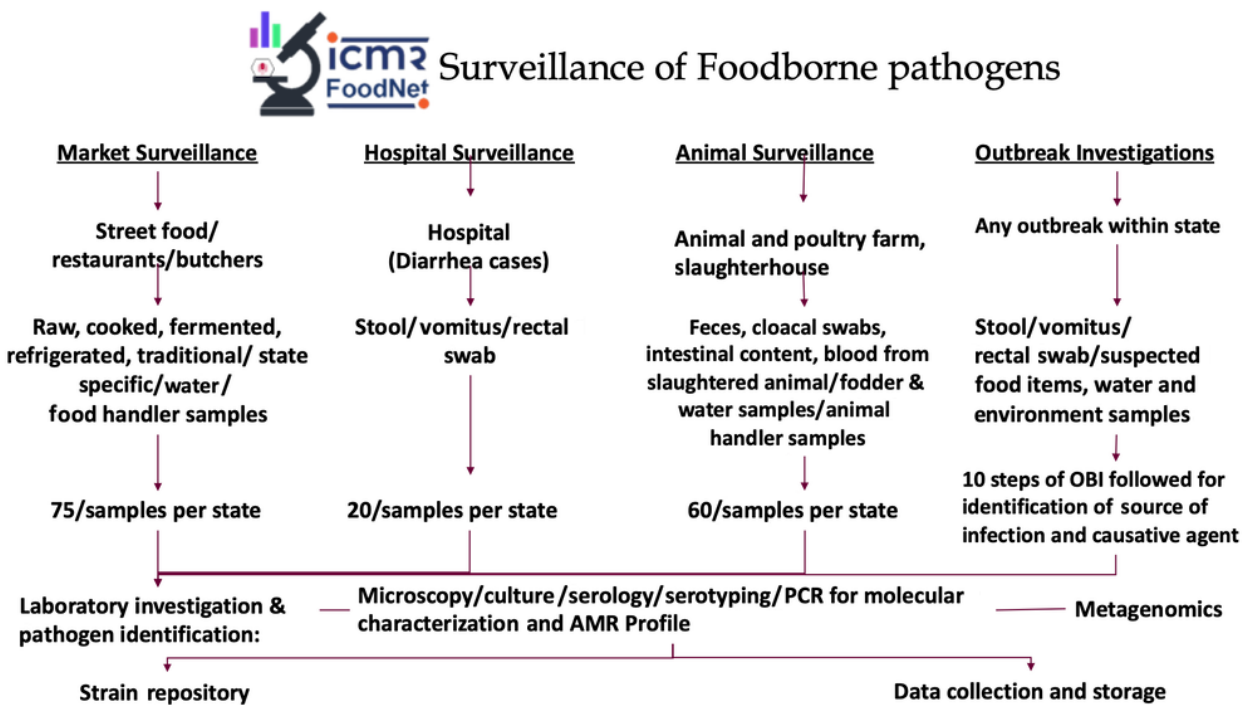 icmr
FoodNet
Surveillance of Foodborne pathogens
Market Surveillance
Street food/
restaurants/butchers
Raw, cooked, fermented,
refrigerated, traditional/ state
specific/water/
food handler samples
75/samples per state
Hospital Surveillance
Hospital
(Diarrhea cases)
Stool/vomitus/rectal
swab
20/samples per state
Animal Surveillance
Animal and poultry farm,
slaughterhouse
Feces, cloacal swabs,
intestinal content, blood from
slaughtered animal/fodder &
water samples/animal
handler samples
60/samples per state
Outbreak Investigations
Any outbreak within state
Stool/vomitus/
rectal swab/suspected
food items, water and
environment samples
10 steps of OBI followed for
identification of source of
infection and causative agent
Laboratory investigation &
pathogen identification:
Microscopy/culture/serology/serotyping/PCR for molecular
characterization and AMR Profile
Metagenomics
Strain repository
Data collection and storage